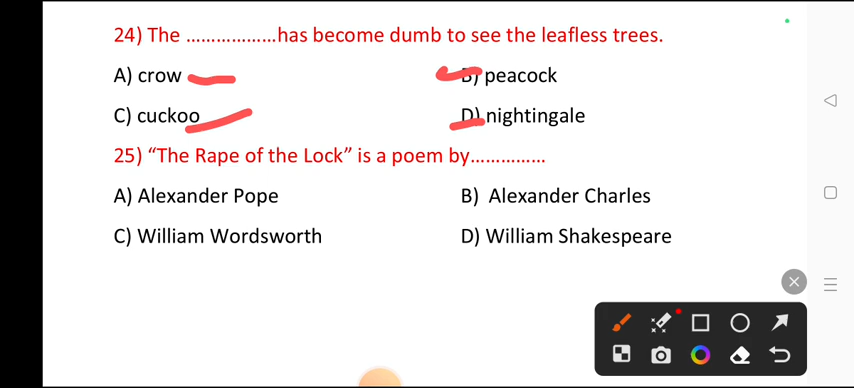 24) The ..................has become dumb to see the leafless trees.
A) crow B) peacock
C) cuckoo D) nightingale
25) “The Rape of the Lock” is a poem by...............
A) Alexander Pope B) Alexander Charles
C) William Wordsworth D) William Shakespeare